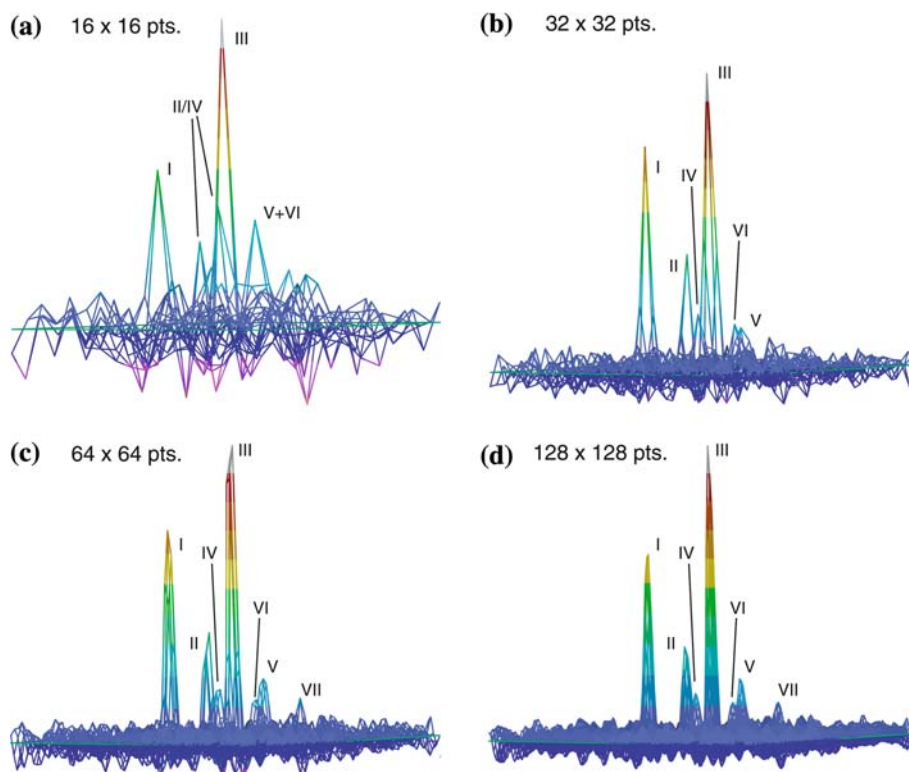 (a) 16 x 16 pts.
III
II/IV
I
V+VI
(b) 32 x 32 pts.
III
I
IV
VI
II
V
(c) 64 x 64 pts.
III
I
IV
VI
II
V
VII
(d) 128 x 128 pts.
III
I
IV
VI
II
V
VII